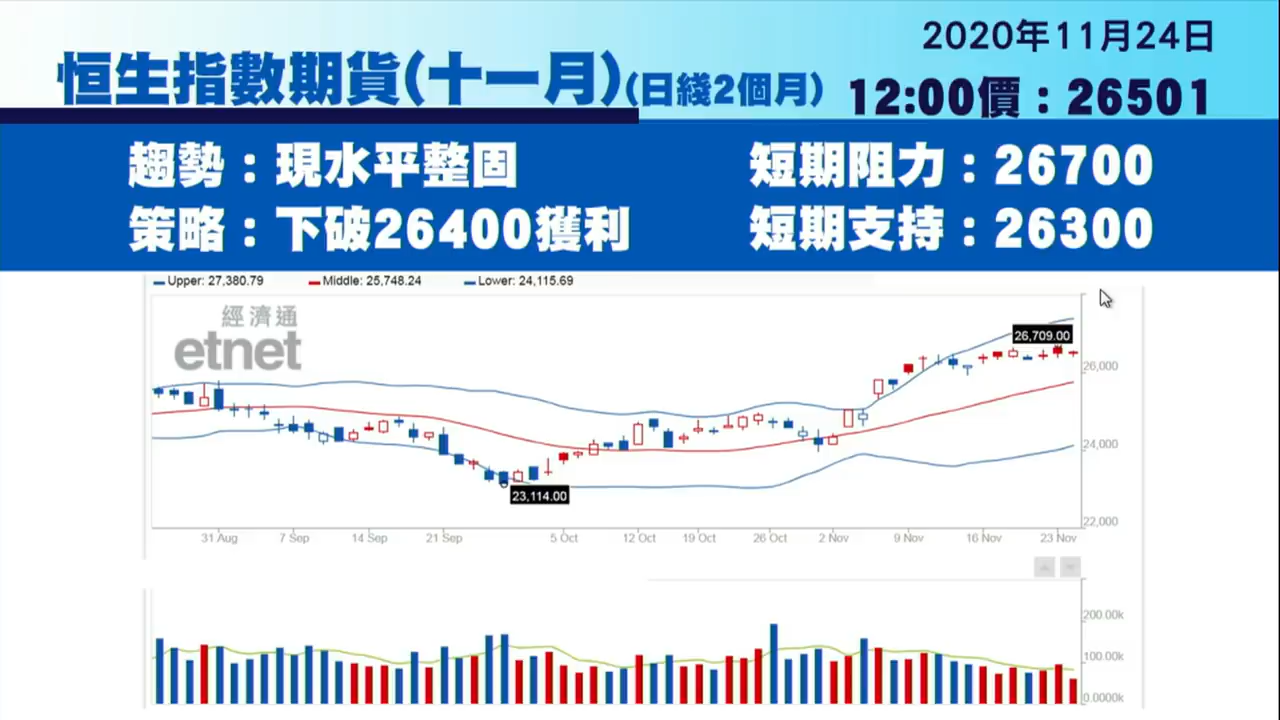 2020年11月24日
恒生指數期貨(十一月)(日綫2個月)
12:00價：26501
趨勢：現水平整固
短期阻力：26700
策略：下破26400獲利
短期支持：26300
Upper: 27,380.79 Middle: 25,748.24 Lower: 24,115.69
經濟通
etnet
26,709.00
26,000
24,000
23,114.00
22,000
31 Aug 7 Sep 14 Sep 21 Sep 5 Oct 12 Oct 19 Oct 26 Oct 2 Nov 9 Nov 16 Nov 23 Nov
200.00k
100.00k
0.0000k